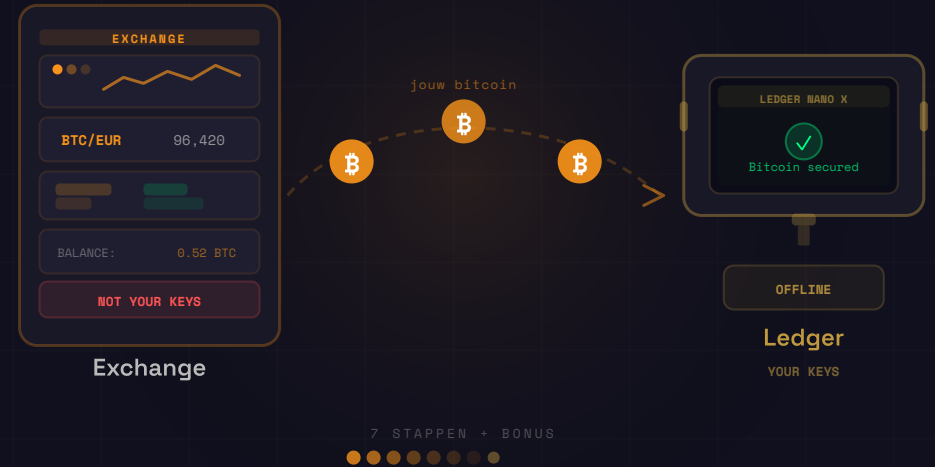 EXCHANGE
BTC/EUR 96,420
BALANCE: 0.52 BTC
NOT YOUR KEYS
Exchange
jouw bitcoin
₿ ₿ ₿
LEDGER NANO X
Bitcoin secured
OFFLINE
Ledger
YOUR KEYS
7 STAPPEN + BONUS